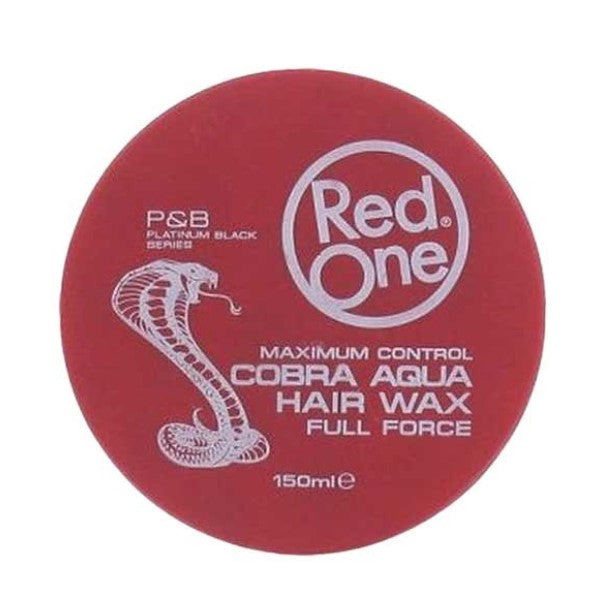 Red®
One
P&B
PLATINUM BLACK
SERIES
MAXIMUM CONTROL
COBRA AQUA
HAIR WAX
FULL FORCE
150ml℮